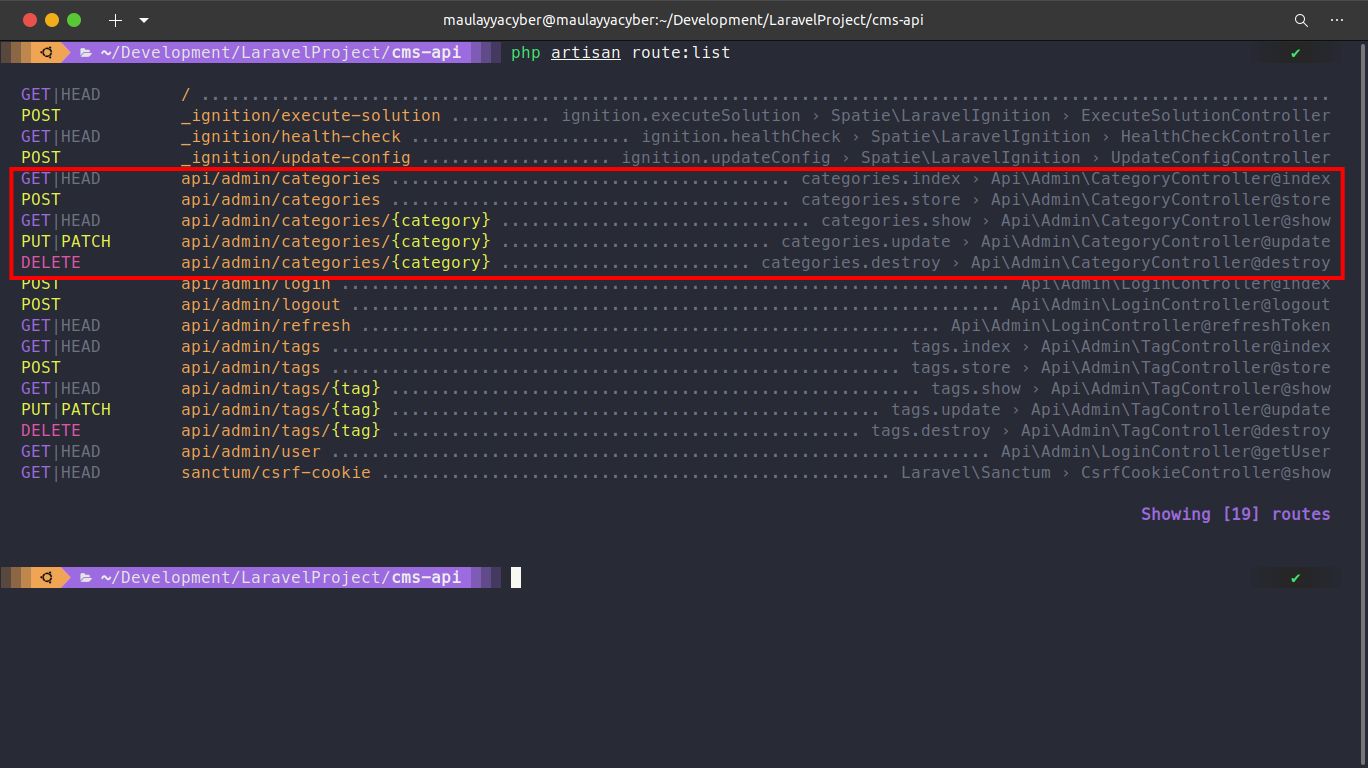 maulayyacyber@maulayyacyber:~/Development/LaravelProject/cms-api
~/Development/LaravelProject/cms-api php artisan route:list ✔
GET|HEAD / .................................................................................................................
POST _ignition/execute-solution .......... ignition.executeSolution › Spatie\LaravelIgnition › ExecuteSolutionController
GET|HEAD _ignition/health-check ...................... ignition.healthCheck › Spatie\LaravelIgnition › HealthCheckController
POST _ignition/update-config ................... ignition.updateConfig › Spatie\LaravelIgnition › UpdateConfigController
GET|HEAD api/admin/categories ........................................ categories.index › Api\Admin\CategoryController@index
POST api/admin/categories ........................................ categories.store › Api\Admin\CategoryController@store
GET|HEAD api/admin/categories/{category} ............................... categories.show › Api\Admin\CategoryController@show
PUT|PATCH api/admin/categories/{category} ........................... categories.update › Api\Admin\CategoryController@update
DELETE api/admin/categories/{category} ......................... categories.destroy › Api\Admin\CategoryController@destroy
POST api/admin/login ................................................................... Api\Admin\LoginController@index
POST api/admin/logout ................................................................. Api\Admin\LoginController@logout
GET|HEAD api/admin/refresh .......................................................... Api\Admin\LoginController@refreshToken
GET|HEAD api/admin/tags ......................................................... tags.index › Api\Admin\TagController@index
POST api/admin/tags ......................................................... tags.store › Api\Admin\TagController@store
GET|HEAD api/admin/tags/{tag} ..................................................... tags.show › Api\Admin\TagController@show
PUT|PATCH api/admin/tags/{tag} ................................................. tags.update › Api\Admin\TagController@update
DELETE api/admin/tags/{tag} ............................................... tags.destroy › Api\Admin\TagController@destroy
GET|HEAD api/admin/user .................................................................. Api\Admin\LoginController@getUser
GET|HEAD sanctum/csrf-cookie ................................................... Laravel\Sanctum › CsrfCookieController@show
Showing [19] routes
~/Development/LaravelProject/cms-api ✔